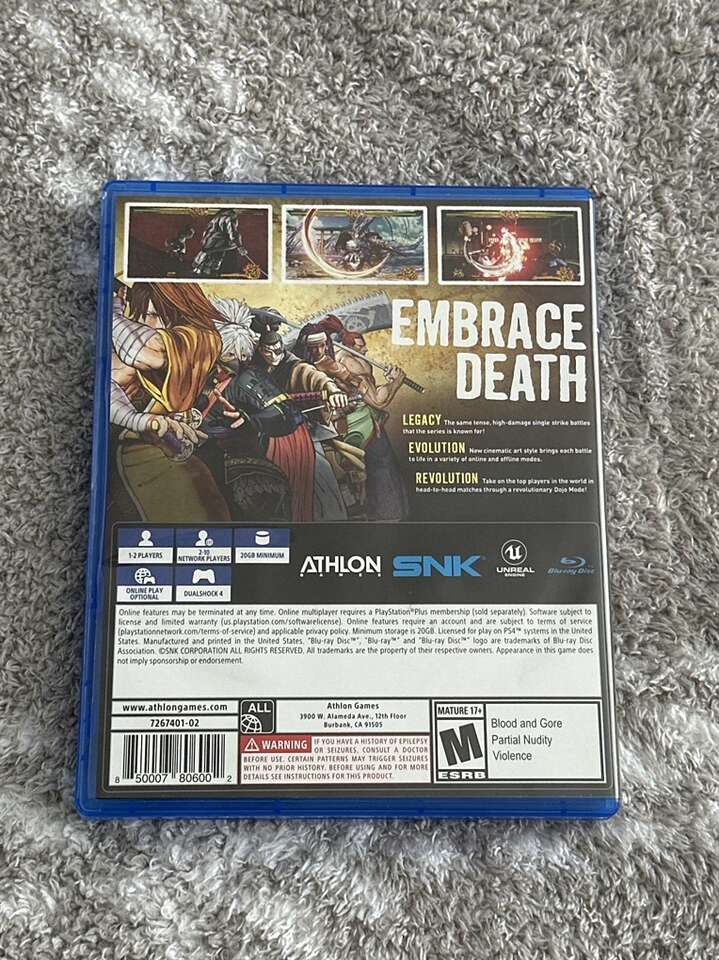 EMBRACE
DEATH
LEGACY The same tense, high-damage single strike battles
that the series is known for!
EVOLUTION New cinematic art style brings each battle
to life in a variety of online and offline modes.
REVOLUTION Take on the top players in the world in
head-to-head matches through a revolutionary Dojo Mode!
1-2 PLAYERS
2-10
NETWORK PLAYERS
20GB MINIMUM
ONLINE PLAY
OPTIONAL
DUALSHOCK 4
ATHLON
GAMES
SNK
UNREAL
ENGINE
Blu-ray Disc
Online features may be terminated at any time. Online multiplayer requires a PlayStation®Plus membership (sold separately). Software subject to
license and limited warranty (us.playstation.com/softwarelicense). Online features require an account and are subject to terms of service
(playstationnetwork.com/terms-of-service) and applicable privacy policy. Minimum storage is 20GB. Licensed for play on PS4™ systems in the United
States. Manufactured and printed in the United States. "Blu-ray Disc™", "Blu-ray™" and "Blu-ray Disc™" logo are trademarks of Blu-ray Disc
Association. ©SNK CORPORATION ALL RIGHTS RESERVED. All trademarks are the property of their respective owners. Appearance in this game does
not imply sponsorship or endorsement.
www.athlongames.com
7267401-02
8 50007 80600 2
ALL
Athlon Games
3900 W. Alameda Ave., 12th Floor
Burbank, CA 91505
WARNING IF YOU HAVE A HISTORY OF EPILEPSY
OR SEIZURES, CONSULT A DOCTOR
BEFORE USE. CERTAIN PATTERNS MAY TRIGGER SEIZURES
WITH NO PRIOR HISTORY. BEFORE USING AND FOR MORE
DETAILS SEE INSTRUCTIONS FOR THIS PRODUCT.
MATURE 17+
M
ESRB
Blood and Gore
Partial Nudity
Violence